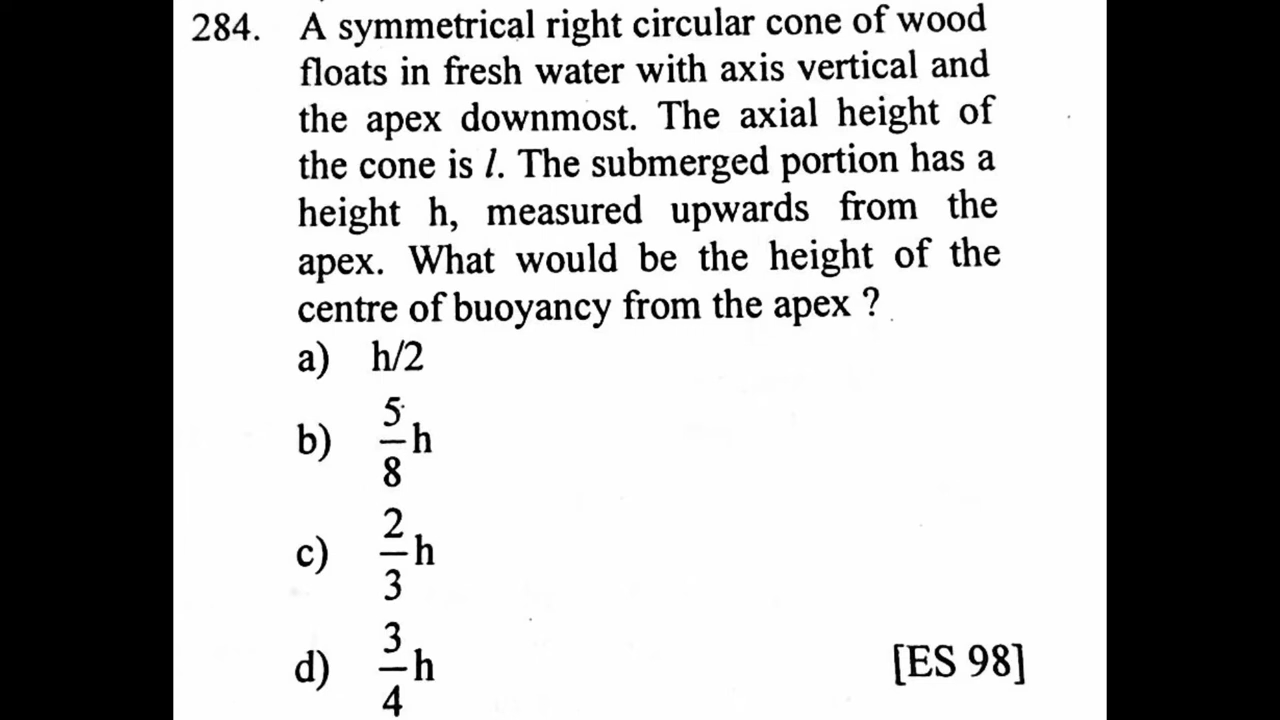 284. A symmetrical right circular cone of wood
floats in fresh water with axis vertical and
the apex downmost. The axial height of
the cone is l. The submerged portion has a
height h, measured upwards from the
apex. What would be the height of the
centre of buoyancy from the apex ?
a) h/2
b) 5/8 h
c) 2/3 h
d) 3/4 h [ES 98]